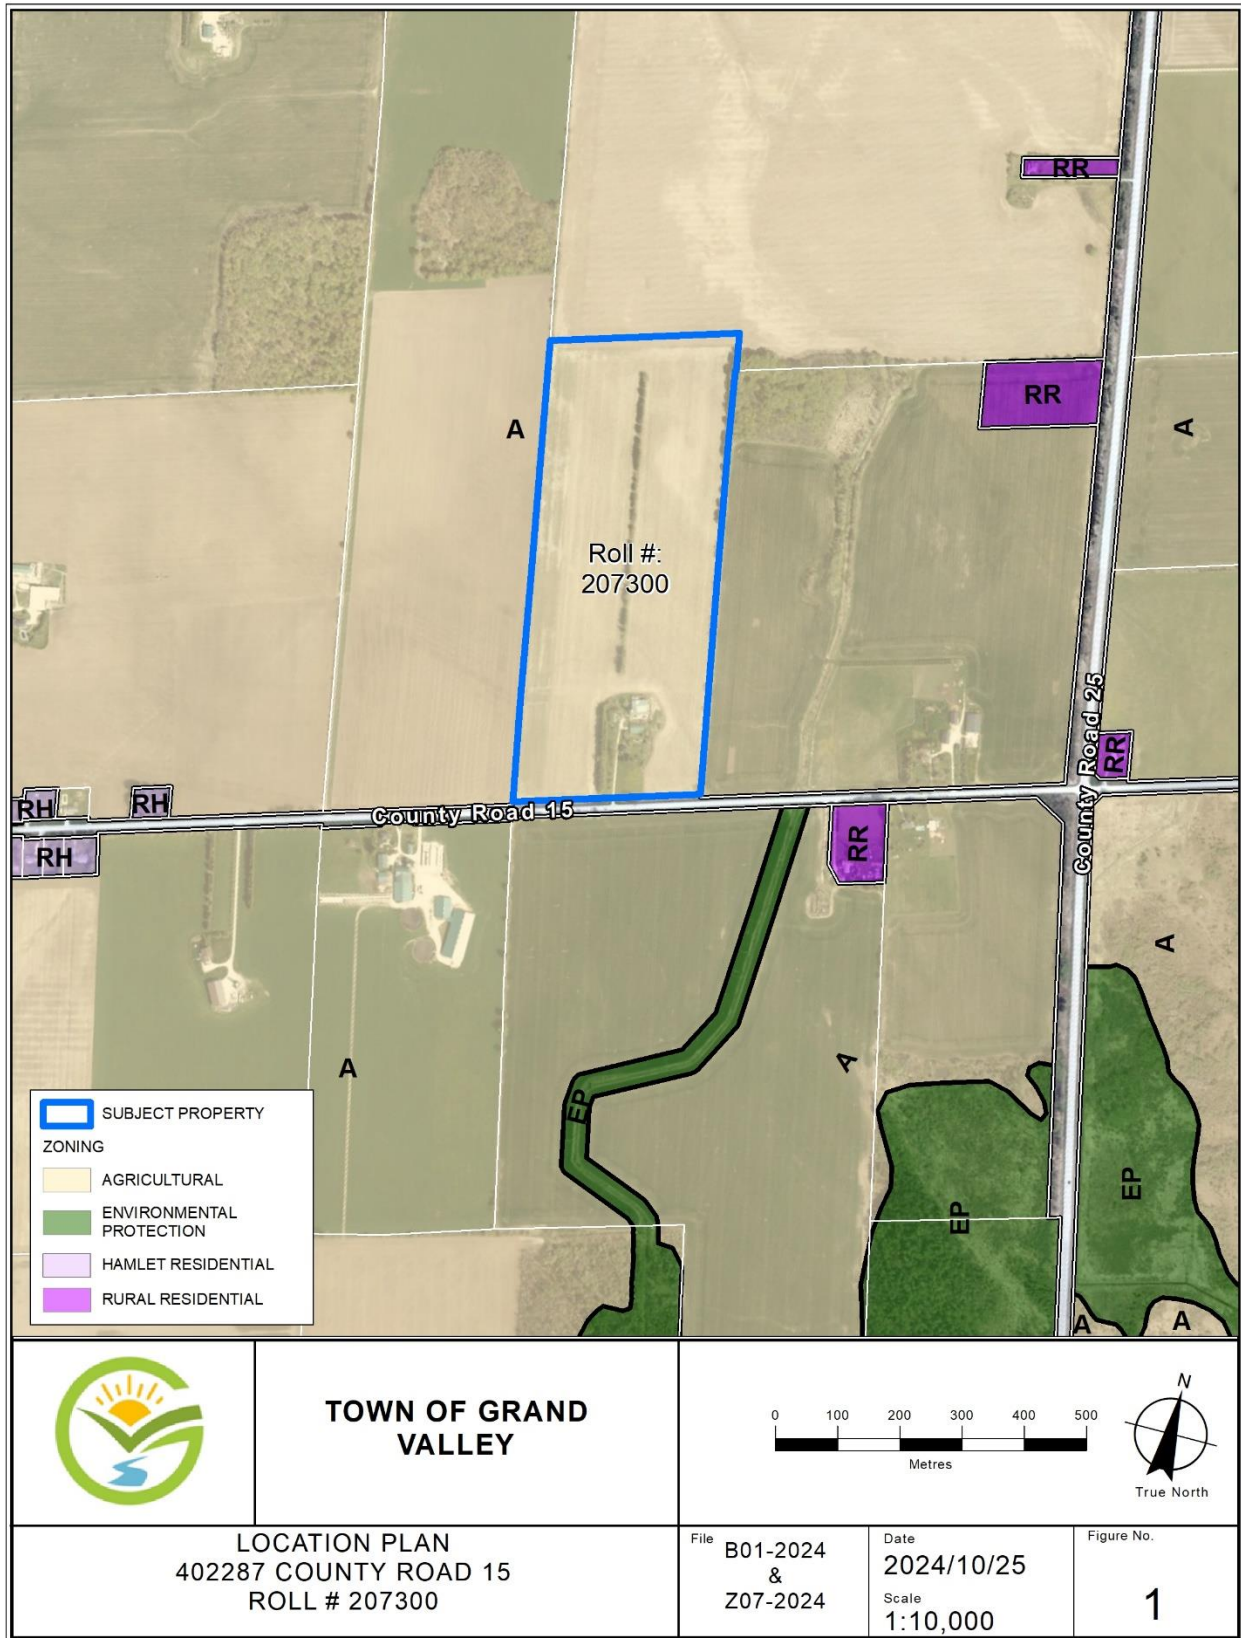 RR
RR
A
A
Roll #:
207300
County Road 25
RR
RH
RH
County Road 15
RH
RR
A
A
A
EP
EP
EP
A
A
SUBJECT PROPERTY
ZONING
AGRICULTURAL
ENVIRONMENTAL
PROTECTION
HAMLET RESIDENTIAL
RURAL RESIDENTIAL
TOWN OF GRAND
VALLEY
0 100 200 300 400 500
Metres
N
True North
LOCATION PLAN
402287 COUNTY ROAD 15
ROLL # 207300
File
B01-2024
&
Z07-2024
Date
2024/10/25
Scale
1:10,000
Figure No.
1